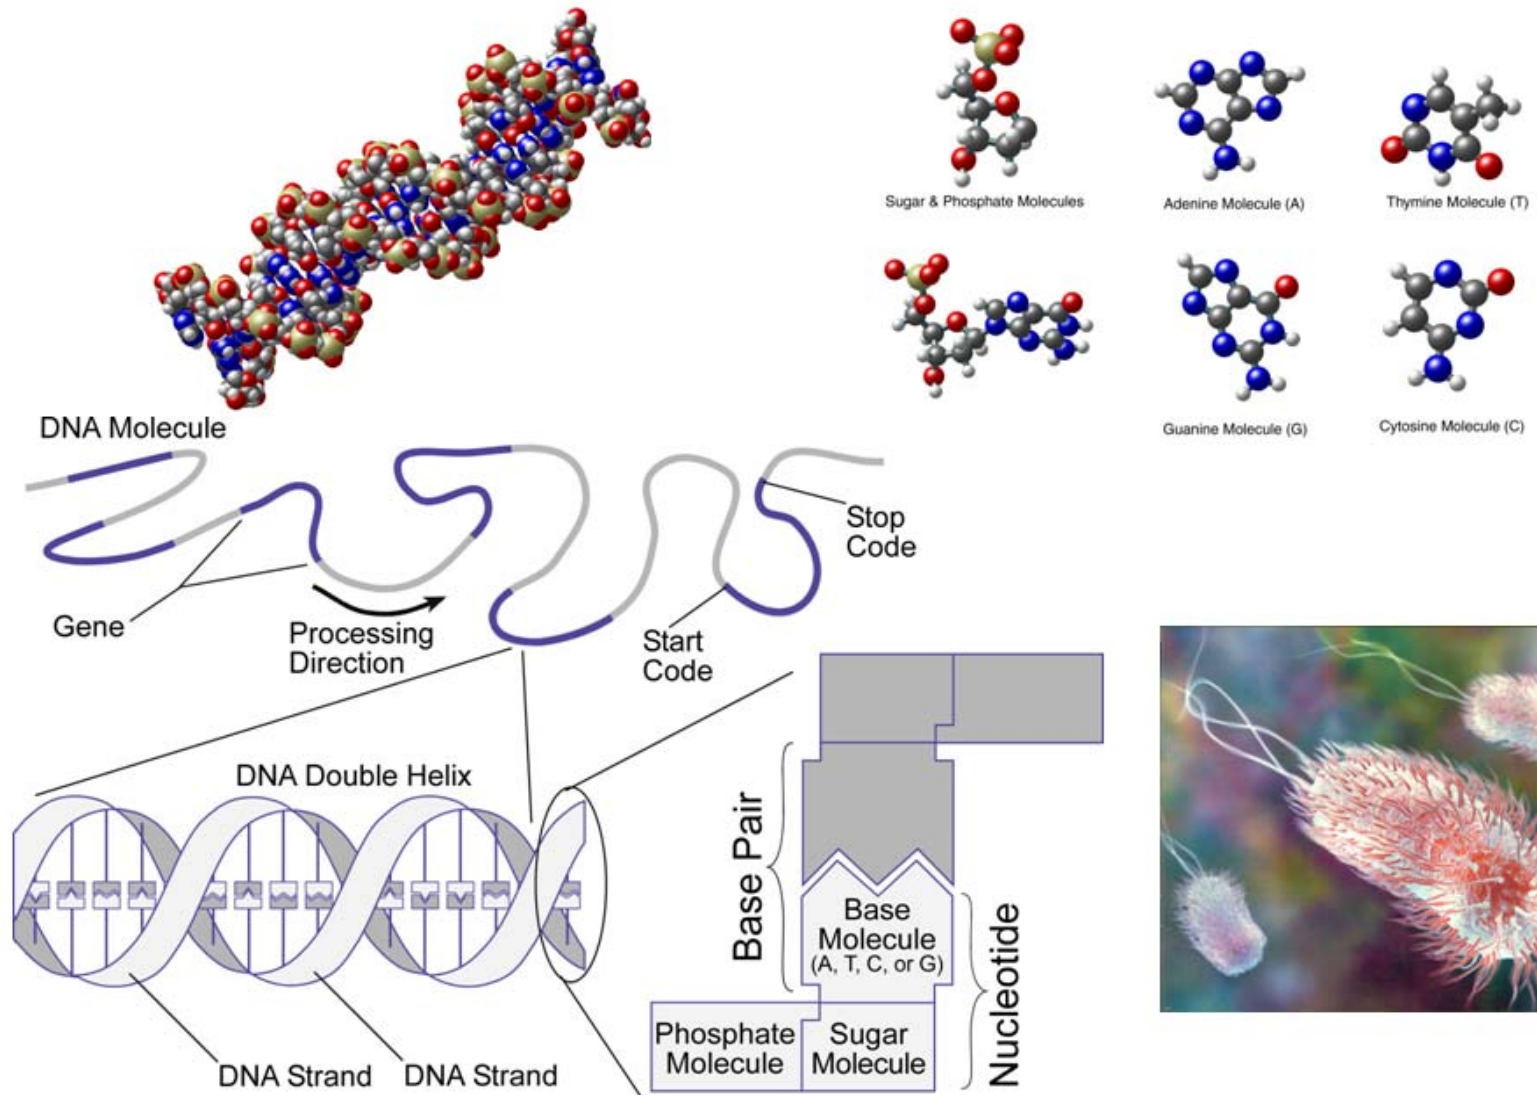 Sugar & Phosphate Molecules
Adenine Molecule (A)
Thymine Molecule (T)
Guanine Molecule (G)
Cytosine Molecule (C)
DNA Molecule
Stop
Code
Gene
Processing
Direction
Start
Code
DNA Double Helix
Base Pair
Base
Molecule
(A, T, C, or G)
Nucleotide
Phosphate
Molecule
Sugar
Molecule
DNA Strand
DNA Strand